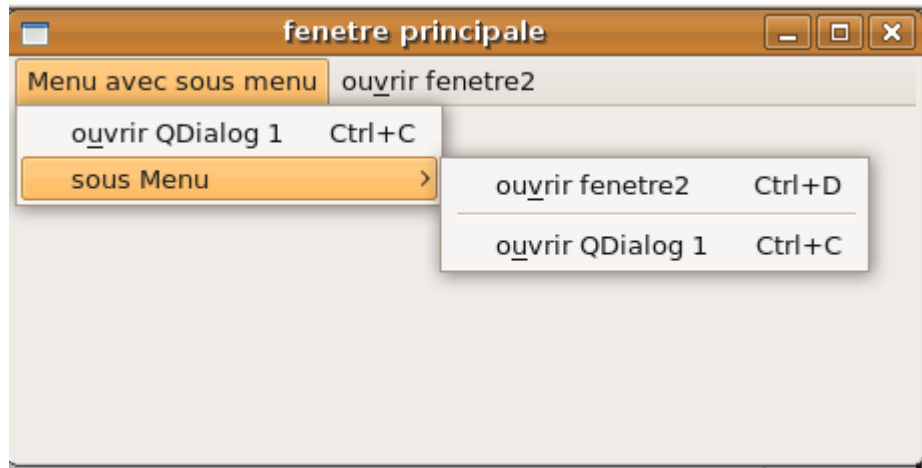 fenetre principale
Menu avec sous menu ouvrir fenetre2
ouvrir QDialog 1 Ctrl+C
sous Menu
ouvrir fenetre2 Ctrl+D
ouvrir QDialog 1 Ctrl+C